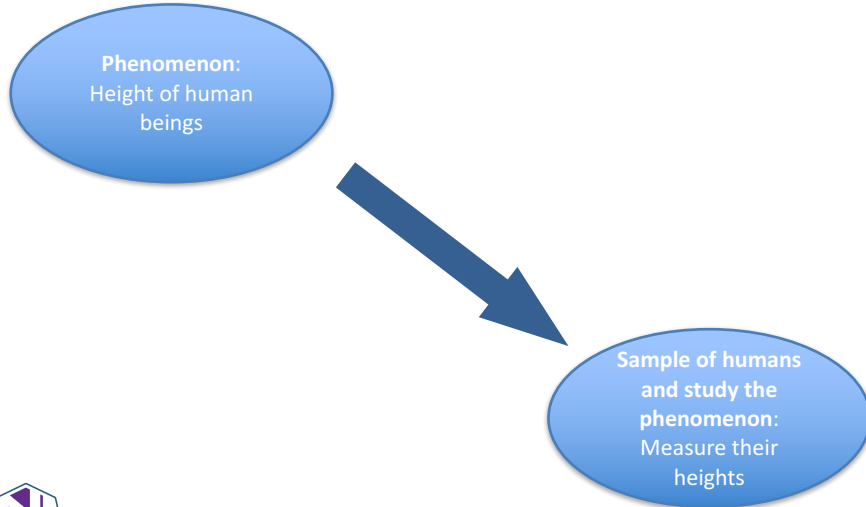 Phenomenon:
Height of human
beings
Sample of humans
and study the
phenomenon:
Measure their
heights